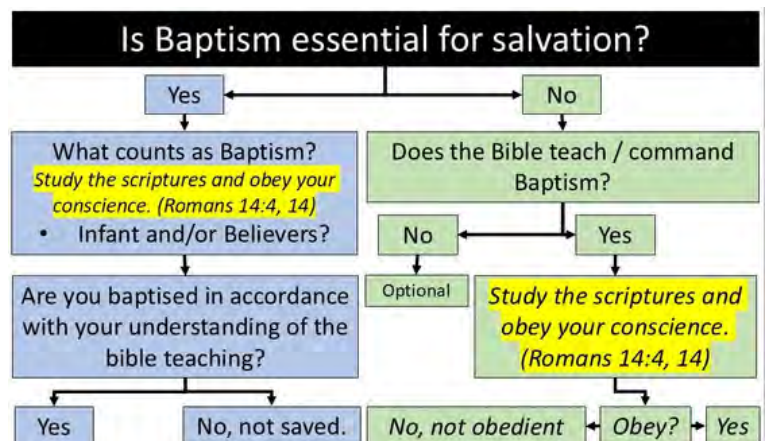 Is Baptism essential for salvation?
Yes
No
What counts as Baptism?
Study the scriptures and obey your
conscience. (Romans 14:4, 14)
• Infant and/or Believers?
Does the Bible teach / command
Baptism?
No
Yes
Optional
Are you baptised in accordance
with your understanding of the
bible teaching?
Study the scriptures and
obey your conscience.
(Romans 14:4, 14)
Yes
No, not saved.
No, not obedient
Obey?
Yes